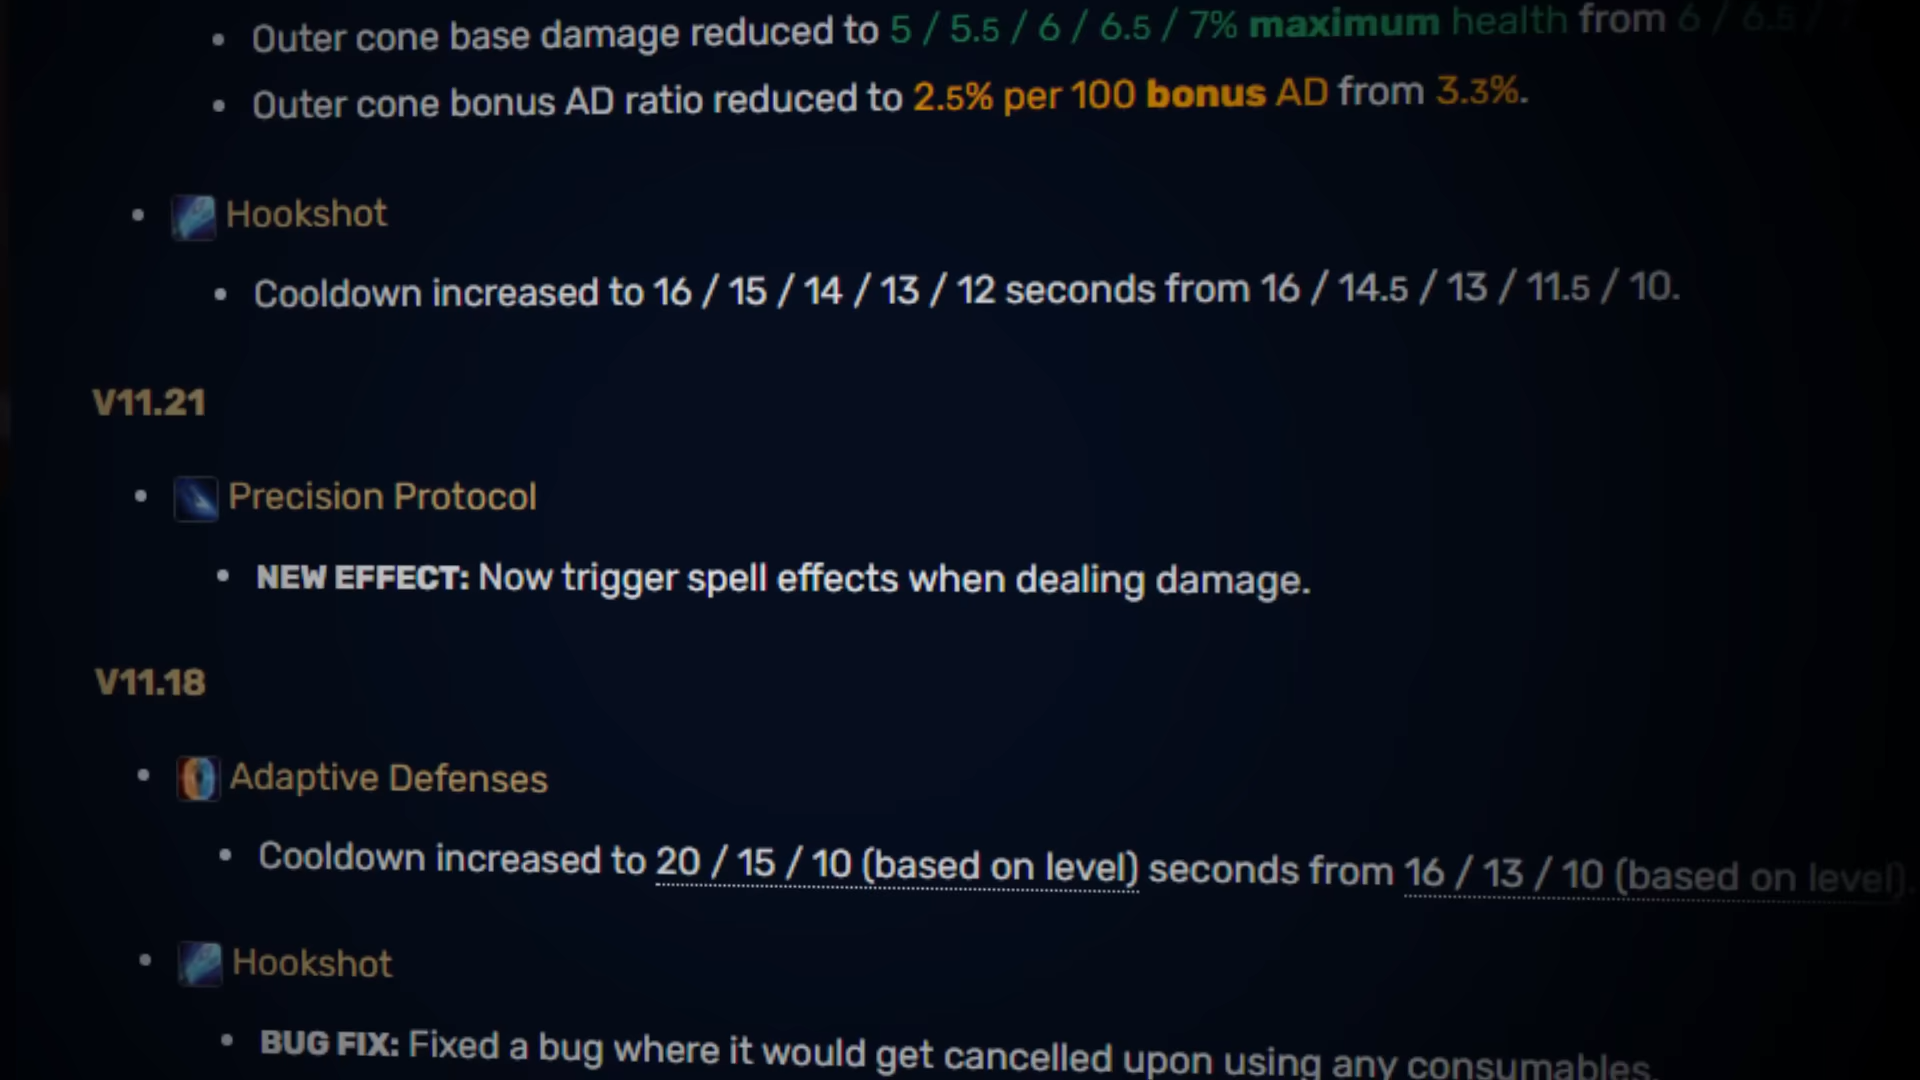 Outer cone base damage reduced to 5 / 5.5 / 6 / 6.5 / 7% maximum health from 6 / 6.5 /
Outer cone bonus AD ratio reduced to 2.5% per 100 bonus AD from 3.3%.
Hookshot
Cooldown increased to 16 / 15 / 14 / 13 / 12 seconds from 16 / 14.5 / 13 / 11.5 / 10.
V11.21
Precision Protocol
NEW EFFECT: Now trigger spell effects when dealing damage.
V11.18
Adaptive Defenses
Cooldown increased to 20 / 15 / 10 (based on level) seconds from 16 / 13 / 10 (based on level).
Hookshot
BUG FIX: Fixed a bug where it would get cancelled upon using any consumables.